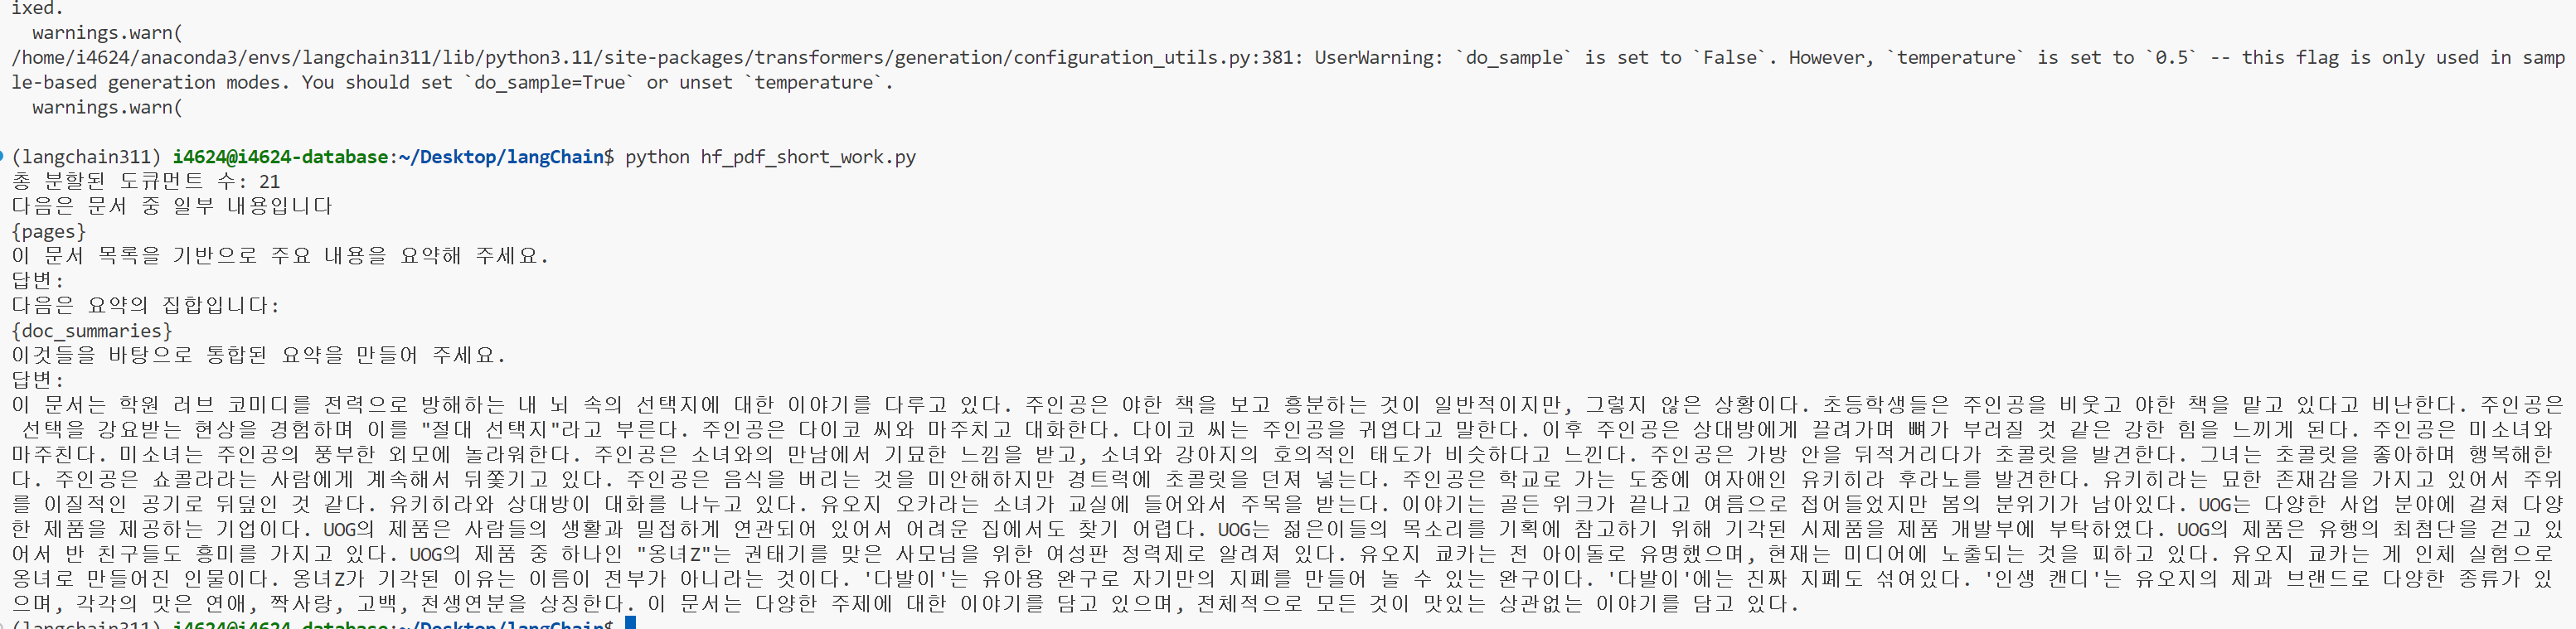 ixed.
  warnings.warn(
/home/i4624/anaconda3/envs/langchain311/lib/python3.11/site-packages/transformers/generation/configuration_utils.py:381: UserWarning: `do_sample` is set to `False`. However, `temperature` is set to `0.5` -- this flag is only used in samp
le-based generation modes. You should set `do_sample=True` or unset `temperature`.
  warnings.warn(
(langchain311) i4624@i4624-database:~/Desktop/langChain$ python hf_pdf_short_work.py
총 분할된 도큐먼트 수: 21
다음은 문서 중 일부 내용입니다
{pages}
이 문서 목록을 기반으로 주요 내용을 요약해 주세요.
답변:
다음은 요약의 집합입니다:
{doc_summaries}
이것들을 바탕으로 통합된 요약을 만들어 주세요.
답변:
이 문서는 학원 러브 코미디를 전력으로 방해하는 내 뇌 속의 선택지에 대한 이야기를 다루고 있다. 주인공은 야한 책을 보고 흥분하는 것이 일반적이지만, 그렇지 않은 상황이다. 초등학생들은 주인공을 비웃고 야한 책을 맡고 있다고 비난한다. 주인공은
선택을 강요받는 현상을 경험하며 이를 "절대 선택지"라고 부른다. 주인공은 다이코 씨와 마주치고 대화한다. 다이코 씨는 주인공을 귀엽다고 말한다. 이후 주인공은 상대방에게 끌려가며 뼈가 부러질 것 같은 강한 힘을 느끼게 된다. 주인공은 미소녀와
마주친다. 미소녀는 주인공의 풍부한 외모에 놀라워한다. 주인공은 소녀와의 만남에서 기묘한 느낌을 받고, 소녀와 강아지의 호의적인 태도가 비슷하다고 느낀다. 주인공은 가방 안을 뒤적거리다가 초콜릿을 발견한다. 그녀는 초콜릿을 좋아하며 행복해한
다. 주인공은 쇼콜라라는 사람에게 계속해서 뒤쫓기고 있다. 주인공은 음식을 버리는 것을 미안해하지만 경트럭에 초콜릿을 던져 넣는다. 주인공은 학교로 가는 도중에 여자애인 유키히라 후라노를 발견한다. 유키히라는 묘한 존재감을 가지고 있어서 주위
를 이질적인 공기로 뒤덮인 것 같다. 유키히라와 상대방이 대화를 나누고 있다. 유오지 오카라는 소녀가 교실에 들어와서 주목을 받는다. 이야기는 골든 위크가 끝나고 여름으로 접어들었지만 봄의 분위기가 남아있다. UOG는 다양한 사업 분야에 걸쳐 다양
한 제품을 제공하는 기업이다. UOG의 제품은 사람들의 생활과 밀접하게 연관되어 있어서 어려운 집에서도 찾기 어렵다. UOG는 젊은이들의 목소리를 기획에 참고하기 위해 기각된 시제품을 제품 개발부에 부탁하였다. UOG의 제품은 유행의 최첨단을 걷고 있
어서 반 친구들도 흥미를 가지고 있다. UOG의 제품 중 하나인 "옹녀Z"는 권태기를 맞은 사모님을 위한 여성판 정력제로 알려져 있다. 유오지 쿄카는 전 아이돌로 유명했으며, 현재는 미디어에 노출되는 것을 피하고 있다. 유오지 쿄카는 게 인체 실험으로
옹녀로 만들어진 인물이다. 옹녀Z가 기각된 이유는 이름이 전부가 아니라는 것이다. '다발이'는 유아용 완구로 자기만의 지폐를 만들어 놀 수 있는 완구이다. '다발이'에는 진짜 지폐도 섞여있다. '인생 캔디'는 유오지의 제과 브랜드로 다양한 종류가 있
으며, 각각의 맛은 연애, 짝사랑, 고백, 천생연분을 상징한다. 이 문서는 다양한 주제에 대한 이야기를 담고 있으며, 전체적으로 모든 것이 맛있는 상관없는 이야기를 담고 있다.
(langchain311) i4624@i4624-database:~/Desktop/langChain$